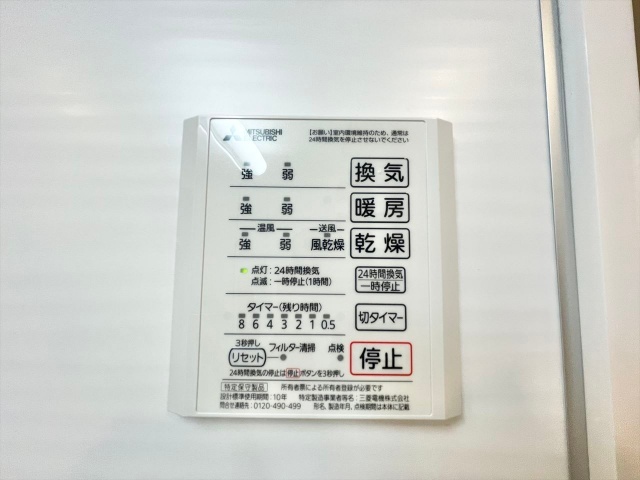 MITSUBISHI ELECTRIC
【お願い】室内環境維持のため、通常は
24時間換気を停止させないでください
強 弱 換気
強 弱 暖房
温風 送風
強 弱 風乾燥 乾燥
点灯:24時間換気
点滅:一時停止(1時間)
24時間換気
一時停止
タイマー(残り時間)
8 6 4 3 2 1 0.5
切タイマー
3秒押し
リセット フィルター清掃 点検
停止
24時間換気の停止は停止ボタンを3秒押し
特定保守製品 所有者票による所有者登録が必要です
設計標準使用期間:10年 特定製造事業者等名:三菱電機株式会社
問合せ連絡先:0120-490-499 形名、製造年月、点検期間は本体に記載